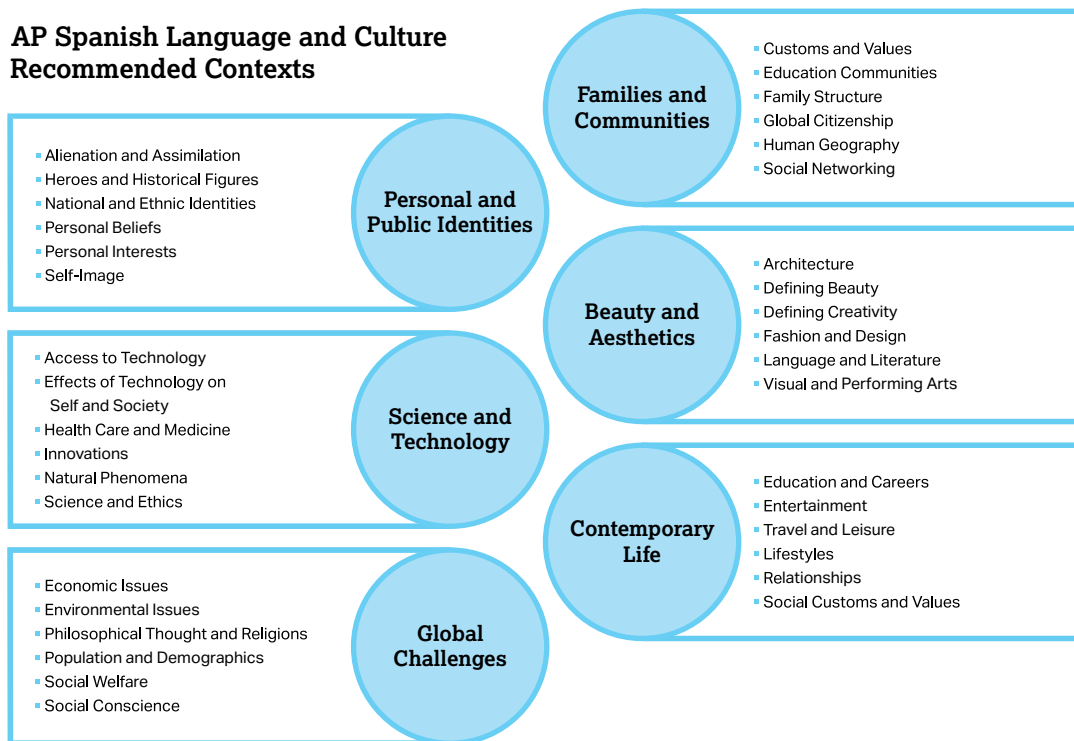 AP Spanish Language and Culture
Recommended Contexts
Families and
Communities
▪ Customs and Values
▪ Education Communities
▪ Family Structure
▪ Global Citizenship
▪ Human Geography
▪ Social Networking
▪ Alienation and Assimilation
▪ Heroes and Historical Figures
▪ National and Ethnic Identities
▪ Personal Beliefs
▪ Personal Interests
▪ Self-Image
Personal and
Public Identities
Beauty and
Aesthetics
▪ Architecture
▪ Defining Beauty
▪ Defining Creativity
▪ Fashion and Design
▪ Language and Literature
▪ Visual and Performing Arts
▪ Access to Technology
▪ Effects of Technology on
Self and Society
▪ Health Care and Medicine
▪ Innovations
▪ Natural Phenomena
▪ Science and Ethics
Science and
Technology
Contemporary
Life
▪ Education and Careers
▪ Entertainment
▪ Travel and Leisure
▪ Lifestyles
▪ Relationships
▪ Social Customs and Values
▪ Economic Issues
▪ Environmental Issues
▪ Philosophical Thought and Religions
▪ Population and Demographics
▪ Social Welfare
▪ Social Conscience
Global
Challenges